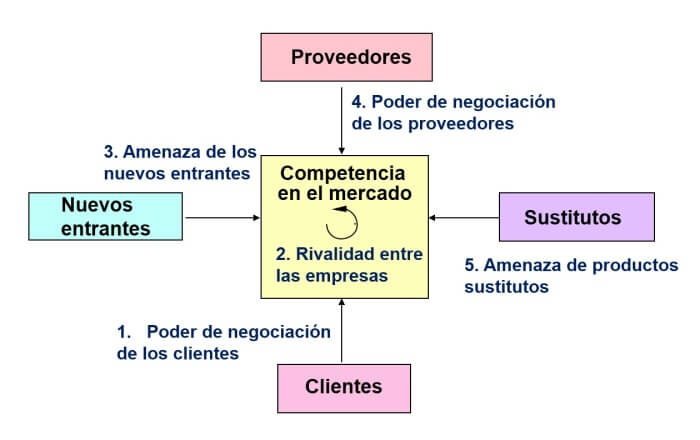 Proveedores
4. Poder de negociación
de los proveedores
3. Amenaza de los
nuevos entrantes
Competencia
en el mercado
Nuevos
entrantes
2. Rivalidad entre
las empresas
Sustitutos
5. Amenaza de productos
sustitutos
1. Poder de negociación
de los clientes
Clientes